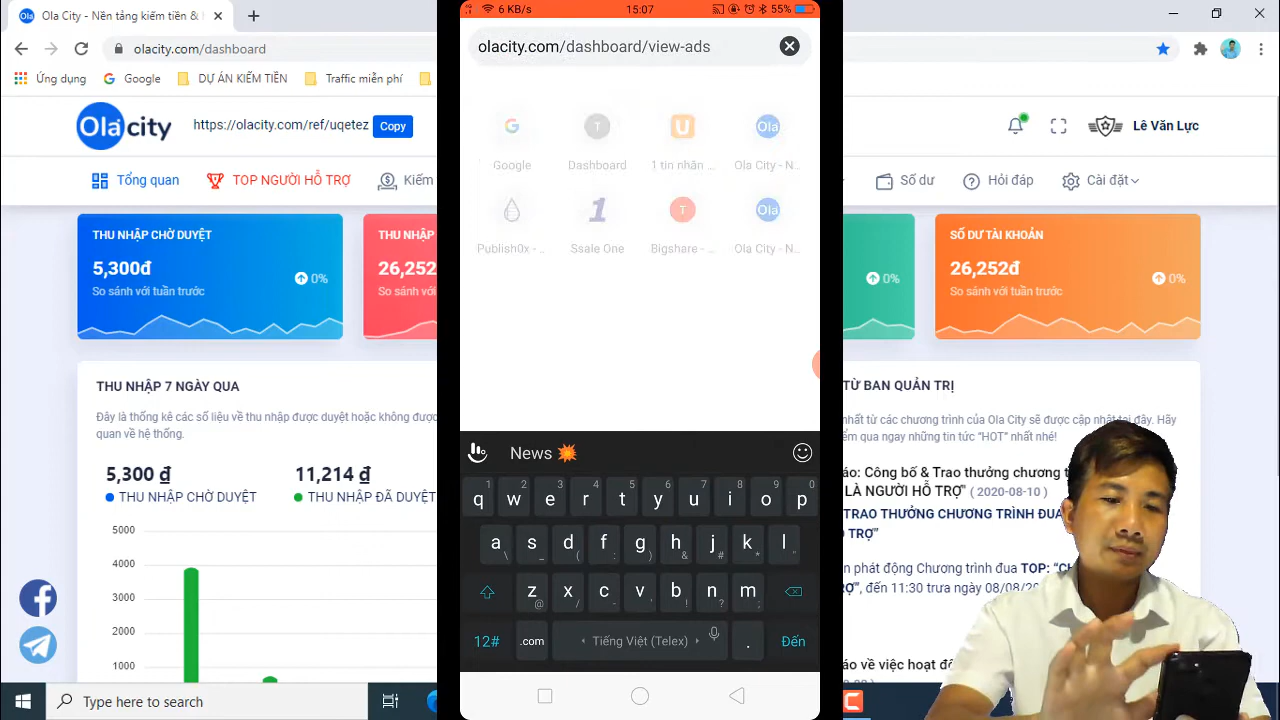 Ola City - Nền tảng kiếm tiền &
olacity.com/dashboard
Ứng dụng
Google
DỰ ÁN KIẾM TIỀN
Traffic miễn phí
Olacity
https://olacity.com/ref/uqetez
Copy
Lê Văn Lực
Tổng quan
TOP NGƯỜI HỖ TRỢ
Kiếm
Số dư
Hỏi đáp
Cài đặt
THU NHẬP CHỜ DUYỆT
5,300đ
So sánh với tuần trước
0%
THU NHẬP
26,252
So sánh với
0%
SỐ DƯ TÀI KHOẢN
26,252đ
So sánh với tuần trước
0%
THU NHẬP 7 NGÀY QUA
Đây là thống kê các số liệu về thu nhập được duyệt hoặc không được
quan về hệ thống.
5,300 đ
THU NHẬP CHỜ DUYỆT
11,214 đ
THU NHẬP ĐÃ DUYỆT
5000
4000
3000
2000
1000
Type here to search
6 KB/s
15:07
55%
olacity.com/dashboard/view-ads
Google
Dashboard
1 tin nhắn ...
Ola City - N...
Publish0x - ..
Ssale One
Bigshare - ...
Ola City - N...
News
1 2 3 4 5 6 7 8 9 0
q w e r t y u i o p
a s d f g h j k l
z x c v b n m
12#
.com
Tiếng Việt (Telex)
.
Đến
TỪ BAN QUẢN TRỊ
nhất từ các chương trình của Ola City sẽ được cập nhật tại đây. Hãy
ểm qua ngay những tin tức "HOT" nhất nhé!
áo: Công bố & Trao thưởng chương t
LÀ NGƯỜI HỖ TRỢ" ( 2020-08-10 )
TRAO THƯỞNG CHƯƠNG TRÌNH ĐUA
TRỢ"
n phát động Chương trình đua TOP: "C
, đến 11:30 trưa ngày 08/08/20
áo về việc hoạt độ